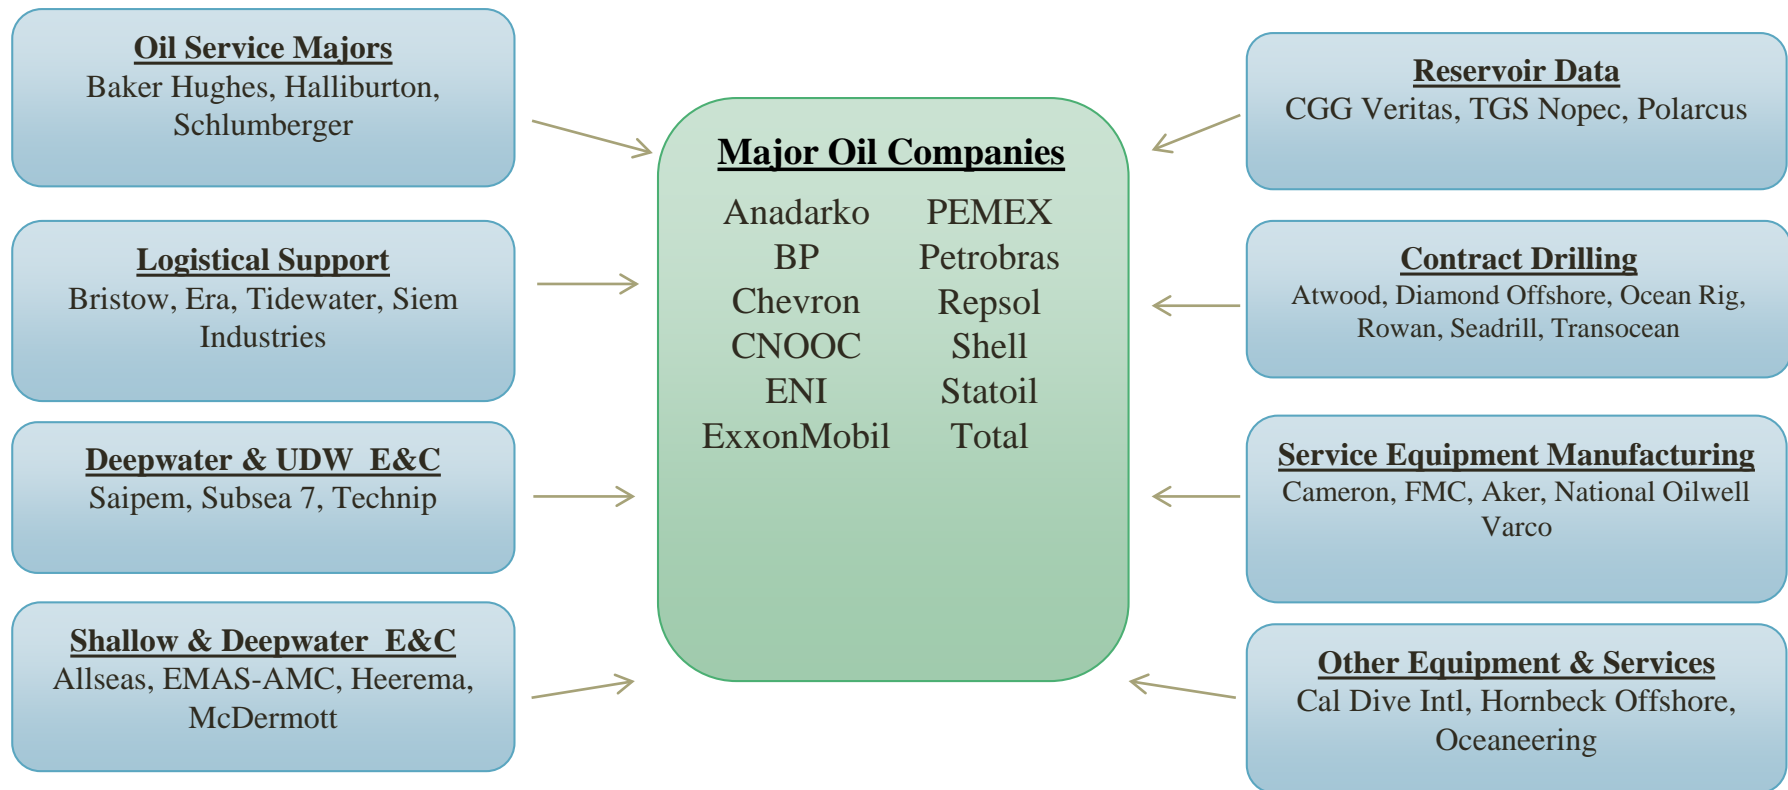 Oil Service Majors
Baker Hughes, Halliburton,
Schlumberger
Logistical Support
Bristow, Era, Tidewater, Siem
Industries
Deepwater & UDW E&C
Saipem, Subsea 7, Technip
Shallow & Deepwater E&C
Allseas, EMAS-AMC, Heerema,
McDermott
Major Oil Companies
Anadarko PEMEX
BP Petrobras
Chevron Repsol
CNOOC Shell
ENI Statoil
ExxonMobil Total
Reservoir Data
CGG Veritas, TGS Nopec, Polarcus
Contract Drilling
Atwood, Diamond Offshore, Ocean Rig,
Rowan, Seadrill, Transocean
Service Equipment Manufacturing
Cameron, FMC, Aker, National Oilwell
Varco
Other Equipment & Services
Cal Dive Intl, Hornbeck Offshore,
Oceaneering